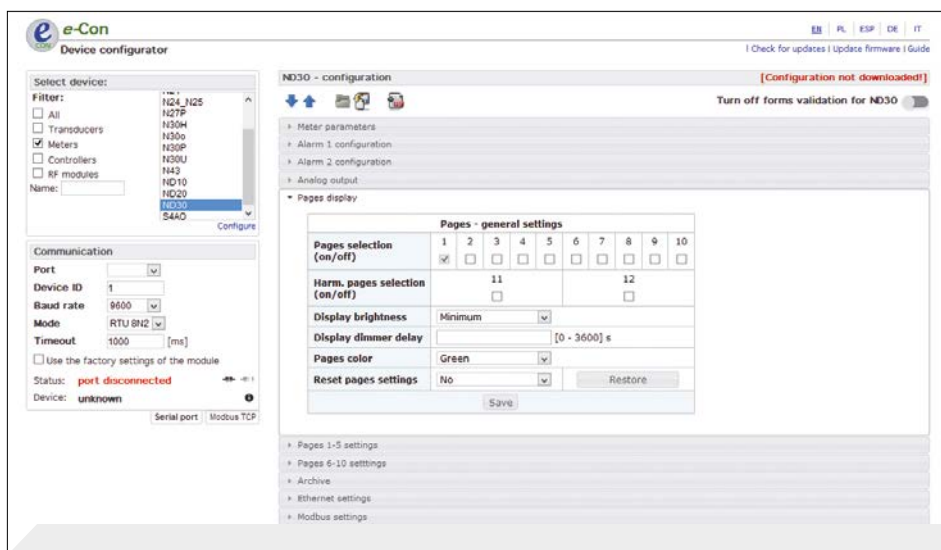 e-Con
Device configurator
EN | PL | ESP | DE | IT
| Check for updates | Update firmware | Guide
Select device:
Filter:
All
Transducers
Meters
Controllers
RF modules
Name:
N24_N25
N27P
N30H
N30o
N30P
N30U
N43
ND10
ND20
ND30
S4AO
Configure
Communication
Port
Device ID 1
Baud rate 9600
Mode RTU 8N2
Timeout 1000 [ms]
Use the factory settings of the module
Status: port disconnected
Device: unknown
Serial port Modbus TCP
ND30 - configuration [Configuration not downloaded!]
Turn off forms validation for ND30
Meter parameters
Alarm 1 configuration
Alarm 2 configuration
Analog output
Pages display
Pages - general settings
Pages selection
(on/off)
1 2 3 4 5 6 7 8 9 10
Harm. pages selection
(on/off)
11 12
Display brightness Minimum
Display dimmer delay [0 - 3600] s
Pages color Green
Reset pages settings No Restore
Save
Pages 1-5 settings
Pages 6-10 setttings
Archive
Ethernet settings
Modbus settings